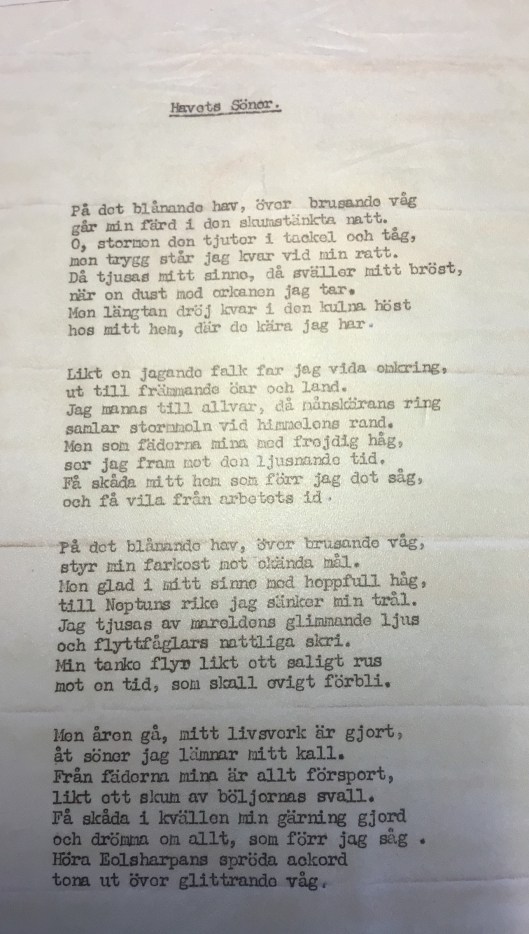 Havets Söner.
På det blånande hav, över brusande våg
går min färd i den skumstänkta natt.
O, stormen den tjuter i tackel och tåg,
men trygg står jag kvar vid min ratt.
Då tjusas mitt sinne, då sväller mitt bröst,
när en dust med orkanen jag tar.
Men längtan dröj kvar i den kulna höst
hos mitt hem, där de kära jag har.
Likt en jagande falk far jag vida omkring,
ut till främmande öar och land.
Jag manas till allvar, då månskärans ring
samlar stormmoln vid himmelens rand.
Men som fäderna mina med frejdig håg,
ser jag fram mot den ljusnande tid.
Få skåda mitt hem som förr jag det såg,
och få vila från arbetets id.
På det blånande hav, över brusande våg,
styr min farkost mot okända mål.
Men glad i mitt sinne med hoppfull håg,
till Neptuns rike jag sänker min trål.
Jag tjusas av mareldens glimmande ljus
och flyttfåglars nattliga skri.
Min tanke flyr likt ett saligt rus
mot en tid, som skall evigt förbli.
Men åren gå, mitt livsverk är gjort,
åt söner jag lämnar mitt kall.
Från fäderna mina är allt försport,
likt ett skum av böljornas svall.
Få skåda i kvällen min gärning gjord
och drömma om allt, som förr jag såg .
Höra Eolsharpans spröda ackord
tona ut över glittrande våg.